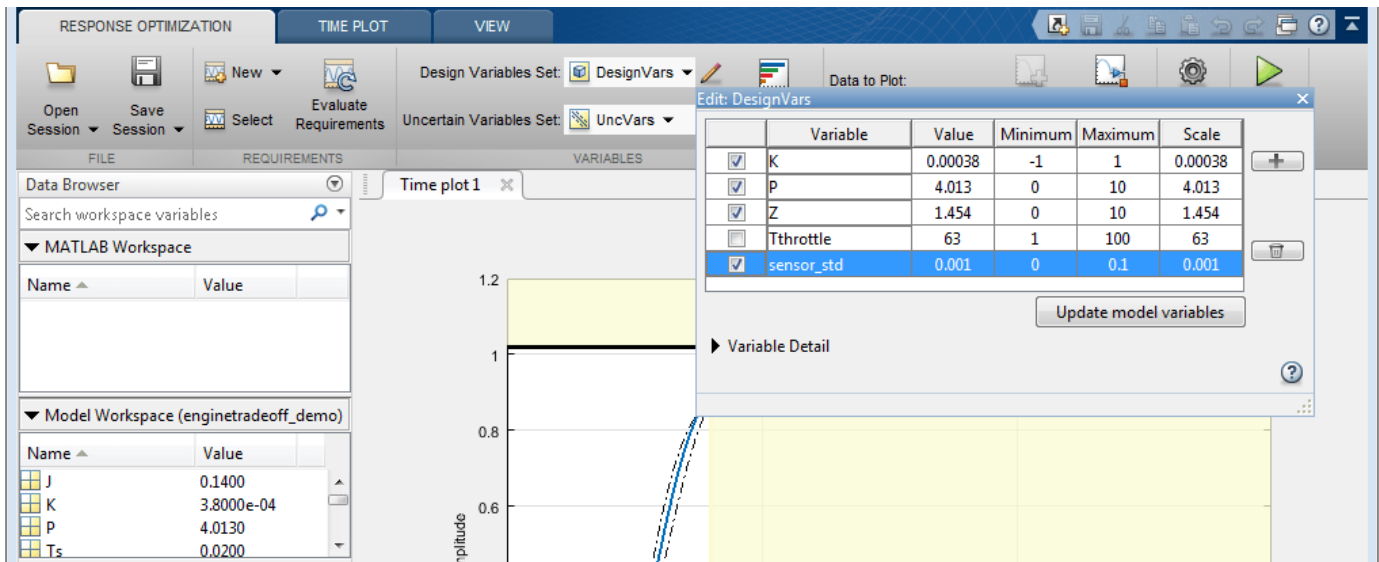 RESPONSE OPTIMIZATION TIME PLOT VIEW
New Design Variables Set: DesignVars Data to Plot:
Open Session Save Session Select Evaluate Requirements Uncertain Variables Set: UncVars
FILE REQUIREMENTS VARIABLES
Edit: DesignVars
Variable Value Minimum Maximum Scale
K 0.00038 -1 1 0.00038
P 4.013 0 10 4.013
Z 1.454 0 10 1.454
Tthrottle 63 1 100 63
sensor_std 0.001 0 0.1 0.001
Update model variables
Variable Detail
Data Browser
Search workspace variables
MATLAB Workspace
Name Value
Model Workspace (enginetradeoff_demo)
Name Value
J 0.1400
K 3.8000e-04
P 4.0130
Ts 0.0200
Time plot 1
1.2
1
0.8
0.6